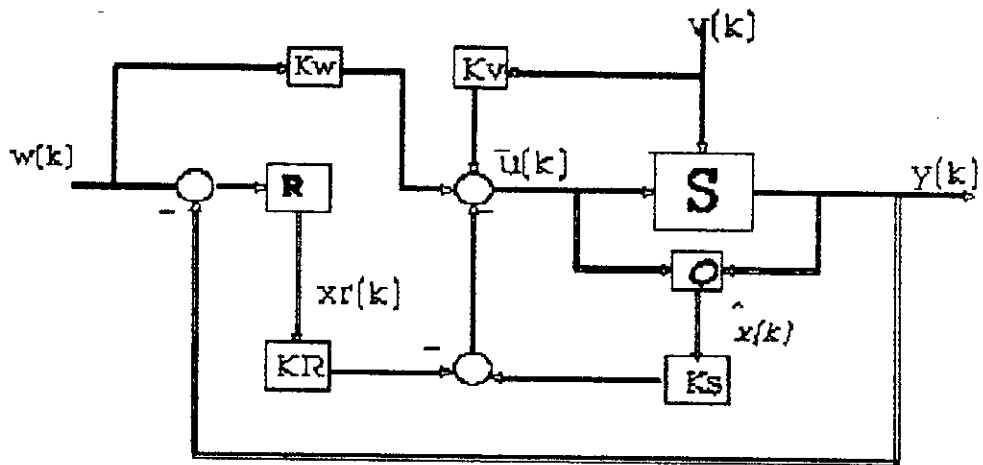 v(k)
Kw
Kv
w(k)
R
u(k)
S
y(k)
-
-
xr(k)
O
^
x(k)
-
KR
Ks